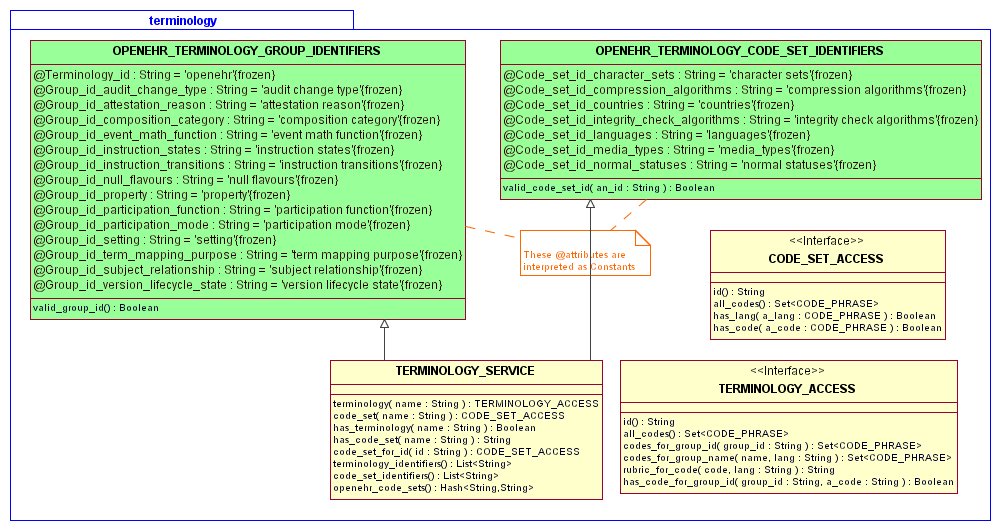 terminology
OPENEHR_TERMINOLOGY_GROUP_IDENTIFIERS
@Terminology_id : String = 'openehr'{frozen}
@Group_id_audit_change_type : String = 'audit change type'{frozen}
@Group_id_attestation_reason : String = 'attestation reason'{frozen}
@Group_id_composition_category : String = 'composition category'{frozen}
@Group_id_event_math_function : String = 'event math function'{frozen}
@Group_id_instruction_states : String = 'instruction states'{frozen}
@Group_id_instruction_transitions : String = 'instruction transitions'{frozen}
@Group_id_null_flavours : String = 'null flavours'{frozen}
@Group_id_property : String = 'property'{frozen}
@Group_id_participation_function : String = 'participation function'{frozen}
@Group_id_participation_mode : String = 'participation mode'{frozen}
@Group_id_setting : String = 'setting'{frozen}
@Group_id_term_mapping_purpose : String = 'term mapping purpose'{frozen}
@Group_id_subject_relationship : String = 'subject relationship'{frozen}
@Group_id_version_lifecycle_state : String = 'version lifecycle state'{frozen}
valid_group_id() : Boolean
OPENEHR_TERMINOLOGY_CODE_SET_IDENTIFIERS
@Code_set_id_character_sets : String = 'character sets'{frozen}
@Code_set_id_compression_algorithms : String = 'compression algorithms'{frozen}
@Code_set_id_countries : String = 'countries'{frozen}
@Code_set_id_integrity_check_algorithms : String = 'integrity check algorithms'{frozen}
@Code_set_id_languages : String = 'languages'{frozen}
@Code_set_id_media_types : String = 'media_types'{frozen}
@Code_set_id_normal_statuses : String = 'normal statuses'{frozen}
valid_code_set_id( an_id : String ) : Boolean
These @attributes are
interpreted as Constants
<<Interface>>
CODE_SET_ACCESS
id() : String
all_codes() : Set<CODE_PHRASE>
has_lang( a_lang : CODE_PHRASE ) : Boolean
has_code( a_code : CODE_PHRASE ) : Boolean
TERMINOLOGY_SERVICE
terminology( name : String ) : TERMINOLOGY_ACCESS
code_set( name : String ) : CODE_SET_ACCESS
has_terminology( name : String ) : Boolean
has_code_set( name : String ) : String
code_set_for_id( id : String ) : CODE_SET_ACCESS
terminology_identifiers() : List<String>
code_set_identifiers() : List<String>
openehr_code_sets() : Hash<String,String>
<<Interface>>
TERMINOLOGY_ACCESS
id() : String
all_codes() : Set<CODE_PHRASE>
codes_for_group_id( group_id : String ) : Set<CODE_PHRASE>
codes_for_group_name( name, lang : String ) : Set<CODE_PHRASE>
rubric_for_code( code, lang : String ) : String
has_code_for_group_id( group_id : String, a_code : String ) : Boolean